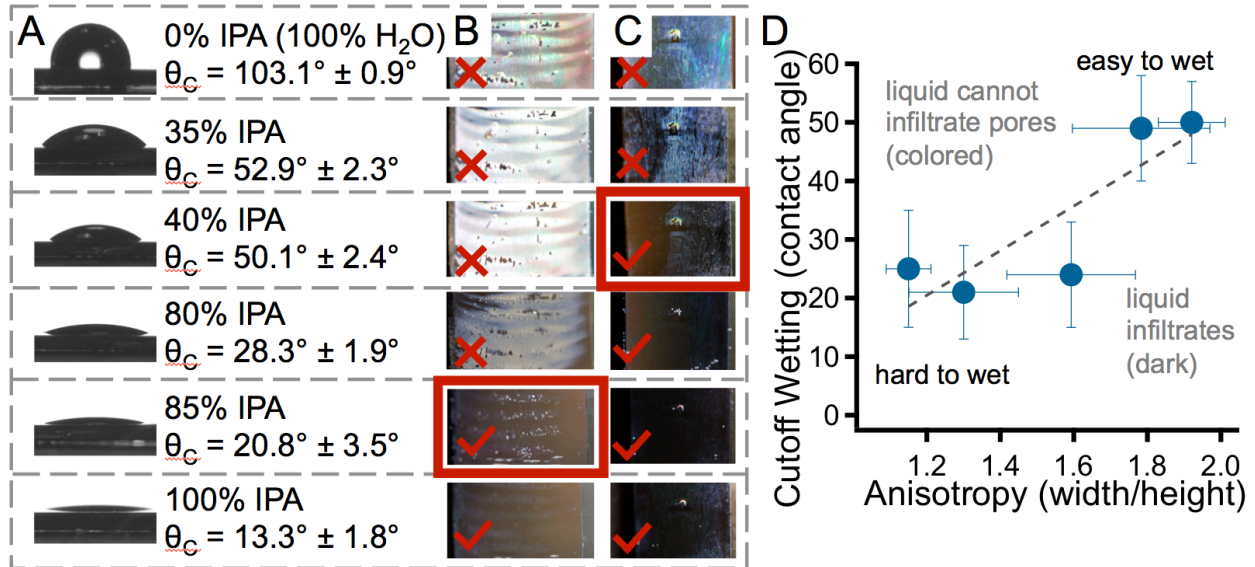 A
0% IPA (100% H₂O)
θC = 103.1° ± 0.9°
35% IPA
θC = 52.9° ± 2.3°
40% IPA
θC = 50.1° ± 2.4°
80% IPA
θC = 28.3° ± 1.9°
85% IPA
θC = 20.8° ± 3.5°
100% IPA
θC = 13.3° ± 1.8°
B
C
D
Cutoff Wetting (contact angle)
60
50
40
30
20
10
0
easy to wet
liquid cannot
infiltrate pores
(colored)
liquid
infiltrates
(dark)
hard to wet
1.2 1.4 1.6 1.8 2.0
Anisotropy (width/height)